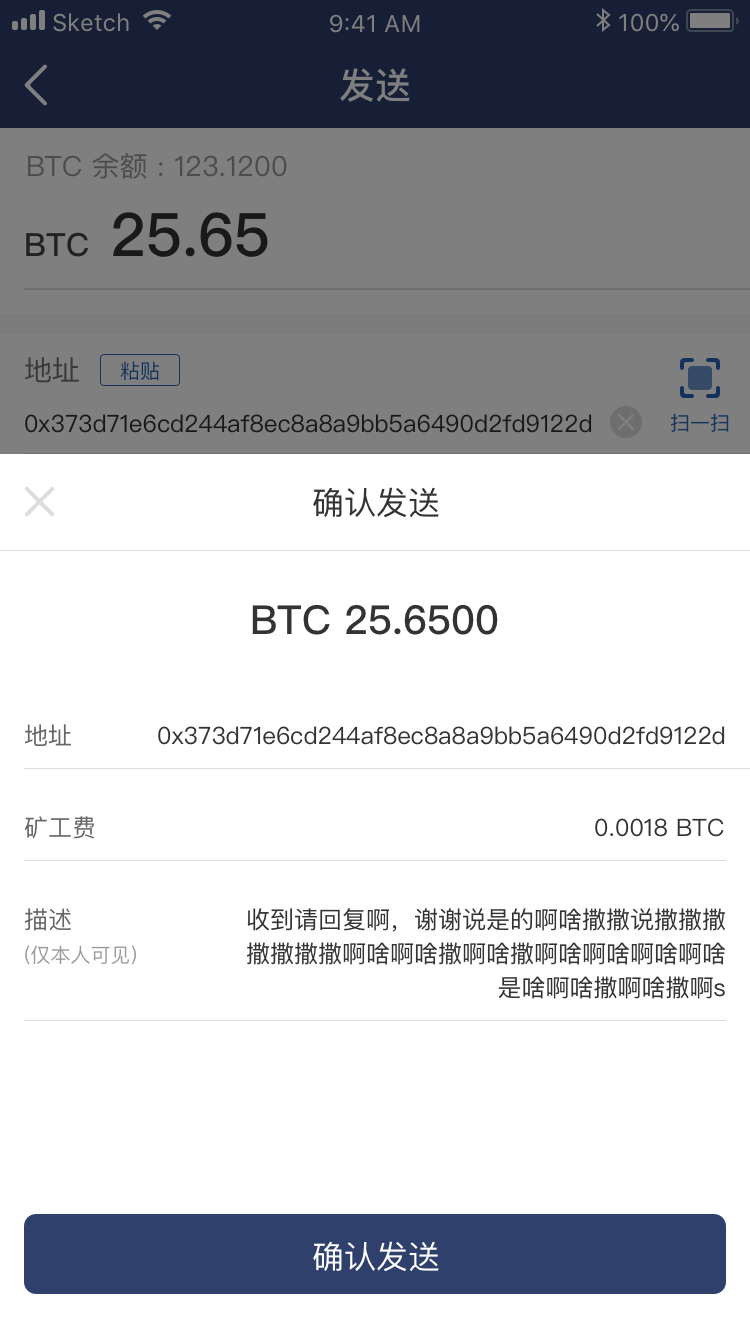 Sketch 9:41 AM 100%
发送
BTC 余额：123.1200
BTC 25.65
地址 粘贴
0x373d71e6cd244af8ec8a8a9bb5a6490d2fd9122d 扫一扫
确认发送
BTC 25.6500
地址 0x373d71e6cd244af8ec8a8a9bb5a6490d2fd9122d
矿工费 0.0018 BTC
描述 收到请回复啊，谢谢说是的啊啥撒撒说撒撒撒
(仅本人可见) 撒撒撒撒啊啥啊啥撒啊啥撒啊啥啊啥啊啥啊啥
是啥啊啥撒啊啥撒啊s
确认发送